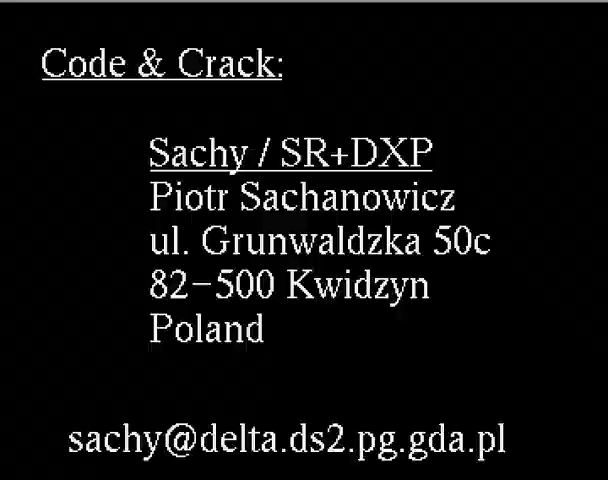 Code & Crack:
Sachy / SR+DXP
Piotr Sachanowicz
ul. Grunwaldzka 50c
82-500 Kwidzyn
Poland
sachy@delta.ds2.pg.gda.pl